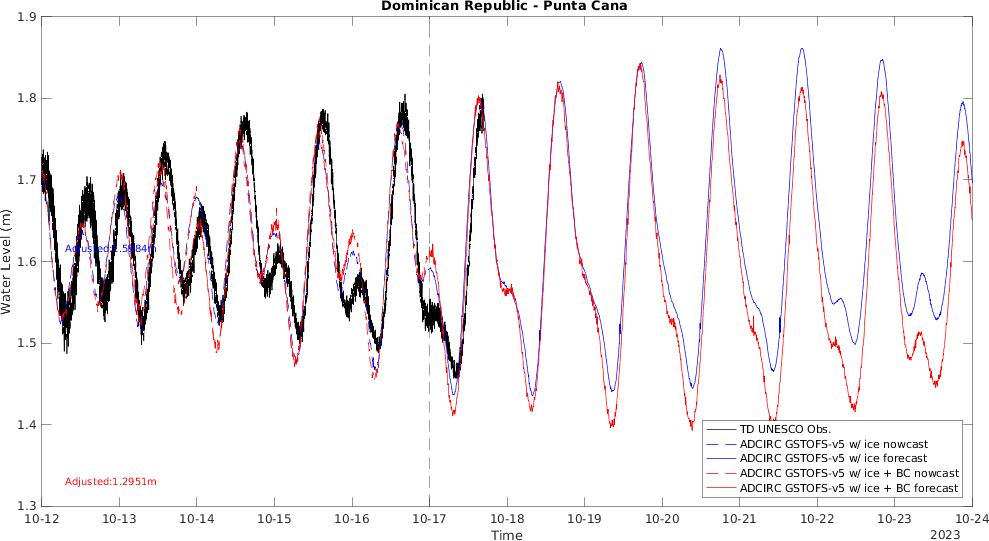 Dominican Republic - Punta Cana
Water Level (m)
1.9
1.8
1.7
1.6
1.5
1.4
1.3
Adjusted:1.2951m
TD UNESCO Obs.
ADCIRC GSTOFS-v5 w/ ice nowcast
ADCIRC GSTOFS-v5 w/ ice forecast
ADCIRC GSTOFS-v5 w/ ice + BC nowcast
ADCIRC GSTOFS-v5 w/ ice + BC forecast
10-12 10-13 10-14 10-15 10-16 10-17 10-18 10-19 10-20 10-21 10-22 10-23 10-24
Time
2023